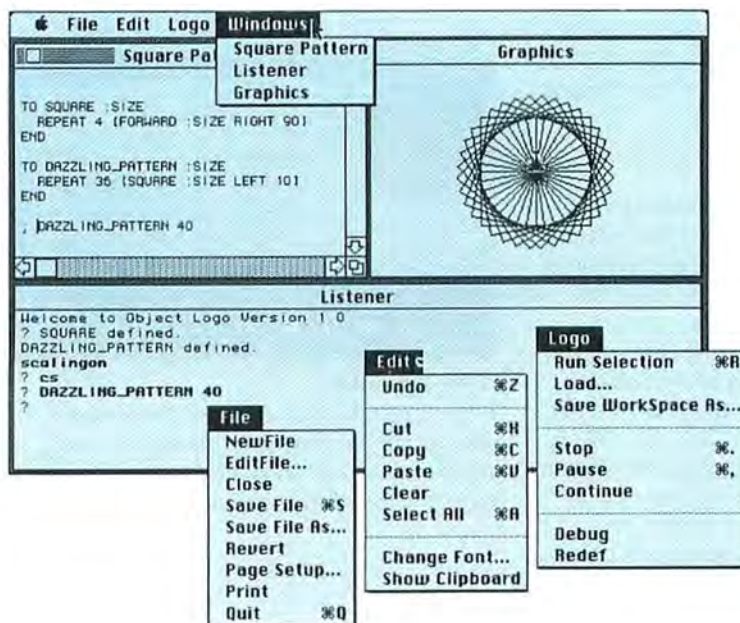 File Edit Logo Windows
Square Pattern
Listener
Graphics
Square Pat
TO SQUARE :SIZE
REPEAT 4 [FORWARD :SIZE RIGHT 90]
END
TO DAZZLING_PATTERN :SIZE
REPEAT 36 [SQUARE :SIZE LEFT 10]
END
; DAZZLING_PATTERN 40
Graphics
Listener
Welcome to Object Logo Version 1.0
? SQUARE defined.
DAZZLING_PATTERN defined.
scalingon
? cs
? DAZZLING_PATTERN 40
?
File
NewFile
EditFile...
Close
Save File ⌘S
Save File As...
Revert
Page Setup...
Print
Quit ⌘Q
Edit
Undo ⌘Z
Cut ⌘X
Copy ⌘C
Paste ⌘V
Clear
Select All ⌘A
Change Font...
Show Clipboard
Logo
Run Selection ⌘R
Load...
Save WorkSpace As...
Stop ⌘.
Pause ⌘,
Continue
Debug
Redef